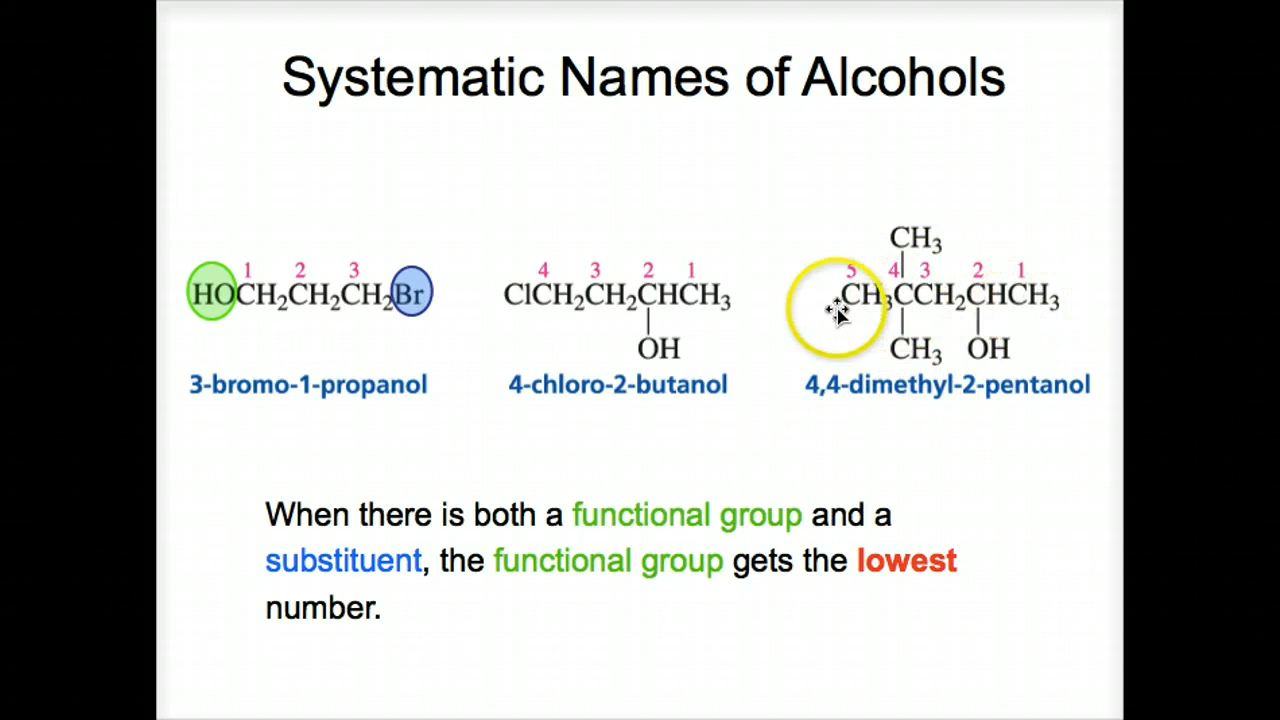 Systematic Names of Alcohols
1 2 3
HOCH₂CH₂CH₂Br
3-bromo-1-propanol
4 3 2 1
ClCH₂CH₂CHCH₃
OH
4-chloro-2-butanol
CH₃
5 4 3 2 1
CH₃CCH₂CHCH₃
CH₃ OH
4,4-dimethyl-2-pentanol
When there is both a functional group and a
substituent, the functional group gets the lowest
number.